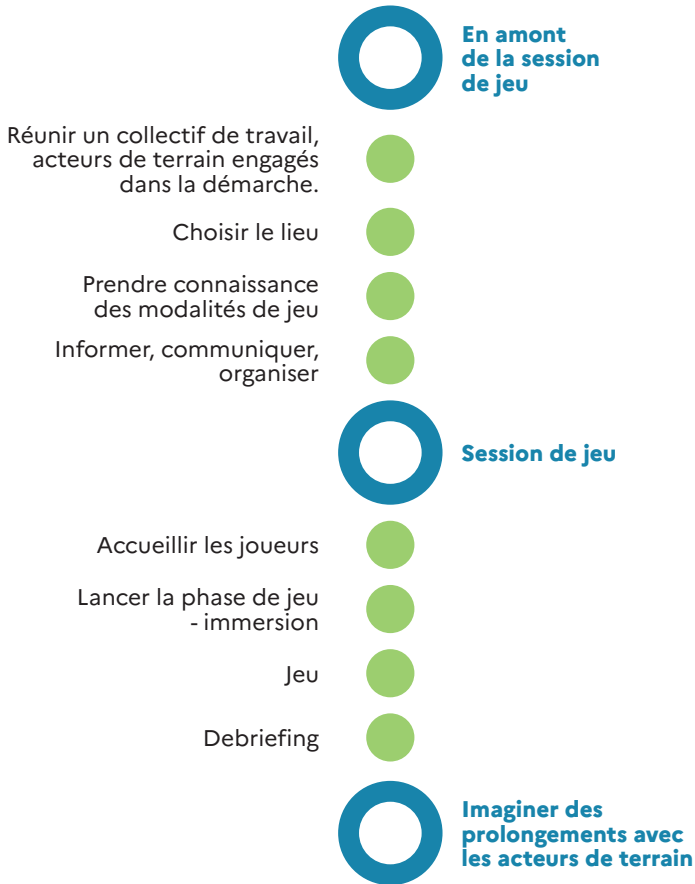 En amont
de la session
de jeu
Réunir un collectif de travail,
acteurs de terrain engagés
dans la démarche.
Choisir le lieu
Prendre connaissance
des modalités de jeu
Informer, communiquer,
organiser
Session de jeu
Accueillir les joueurs
Lancer la phase de jeu
- immersion
Jeu
Debriefing
Imaginer des
prolongements avec
les acteurs de terrain